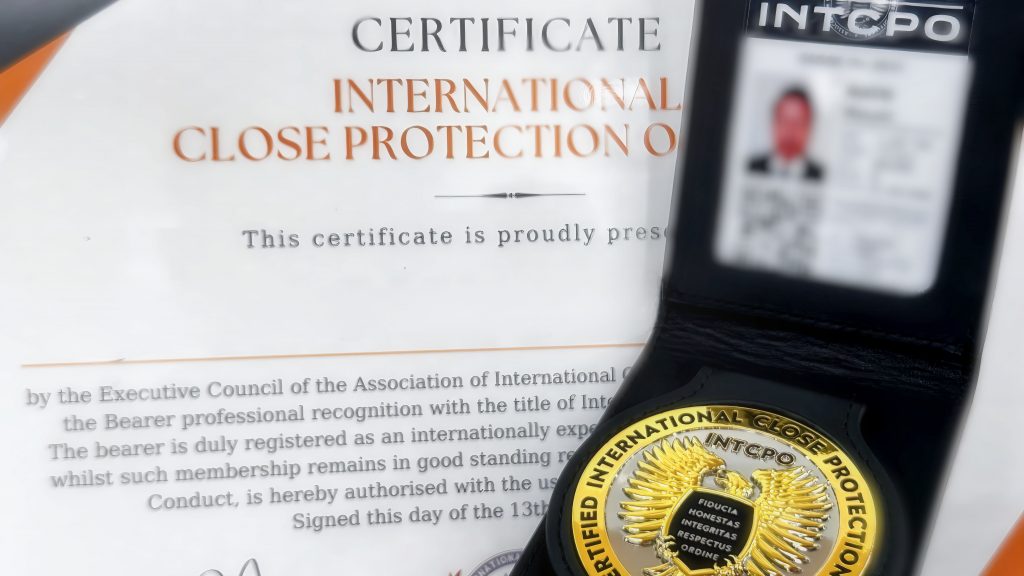 CERTIFICATE
INTERNATIONAL
CLOSE PROTECTION O
This certificate is proudly prese
by the Executive Council of the Association of International
the Bearer professional recognition with the title of Inte
The bearer is duly registered as an internationally expe
whilst such membership remains in good standing re
Conduct, is hereby authorised with the us
Signed this day of the 13th
INTCPO
CERTIFIED INTERNATIONAL CLOSE PROTECTION
INTCPO
FIDUCIA
HONESTAS
INTEGRITAS
RESPECTUS
ORDINE